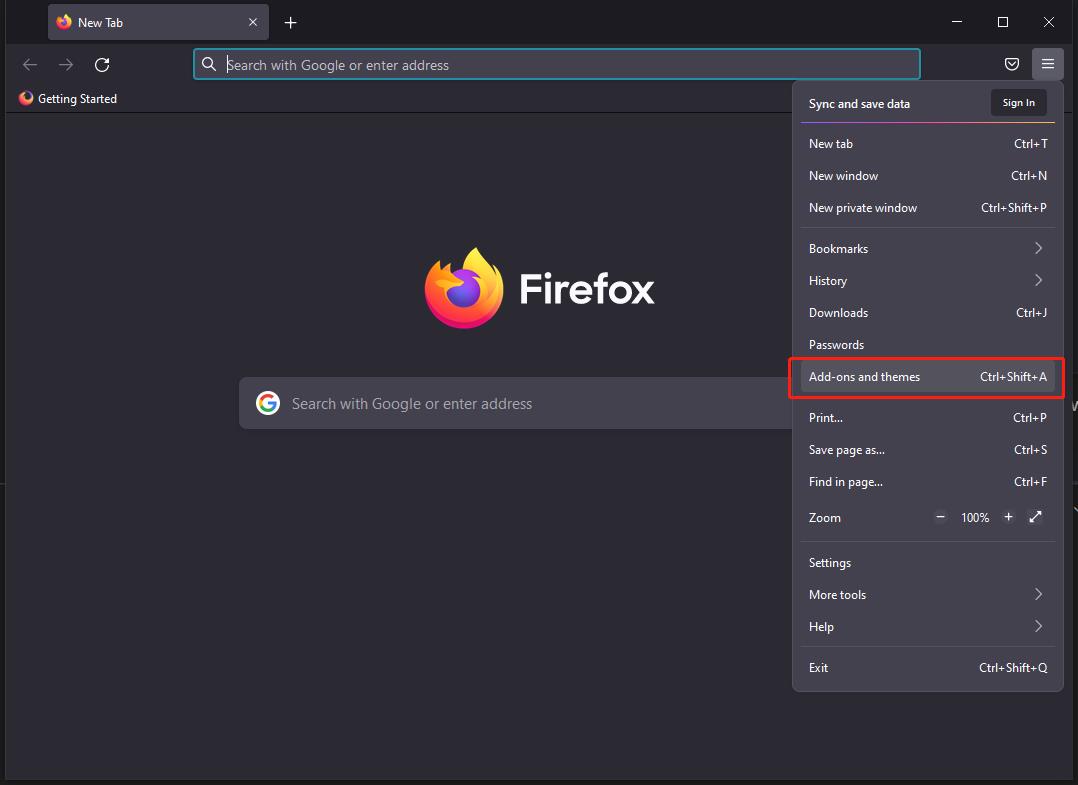 New Tab
Search with Google or enter address
Getting Started
Sync and save data Sign In
New tab Ctrl+T
New window Ctrl+N
New private window Ctrl+Shift+P
Bookmarks
History
Downloads Ctrl+J
Passwords
Add-ons and themes Ctrl+Shift+A
Print... Ctrl+P
Save page as... Ctrl+S
Find in page... Ctrl+F
Zoom 100%
Settings
More tools
Help
Exit Ctrl+Shift+Q
Firefox
Search with Google or enter address